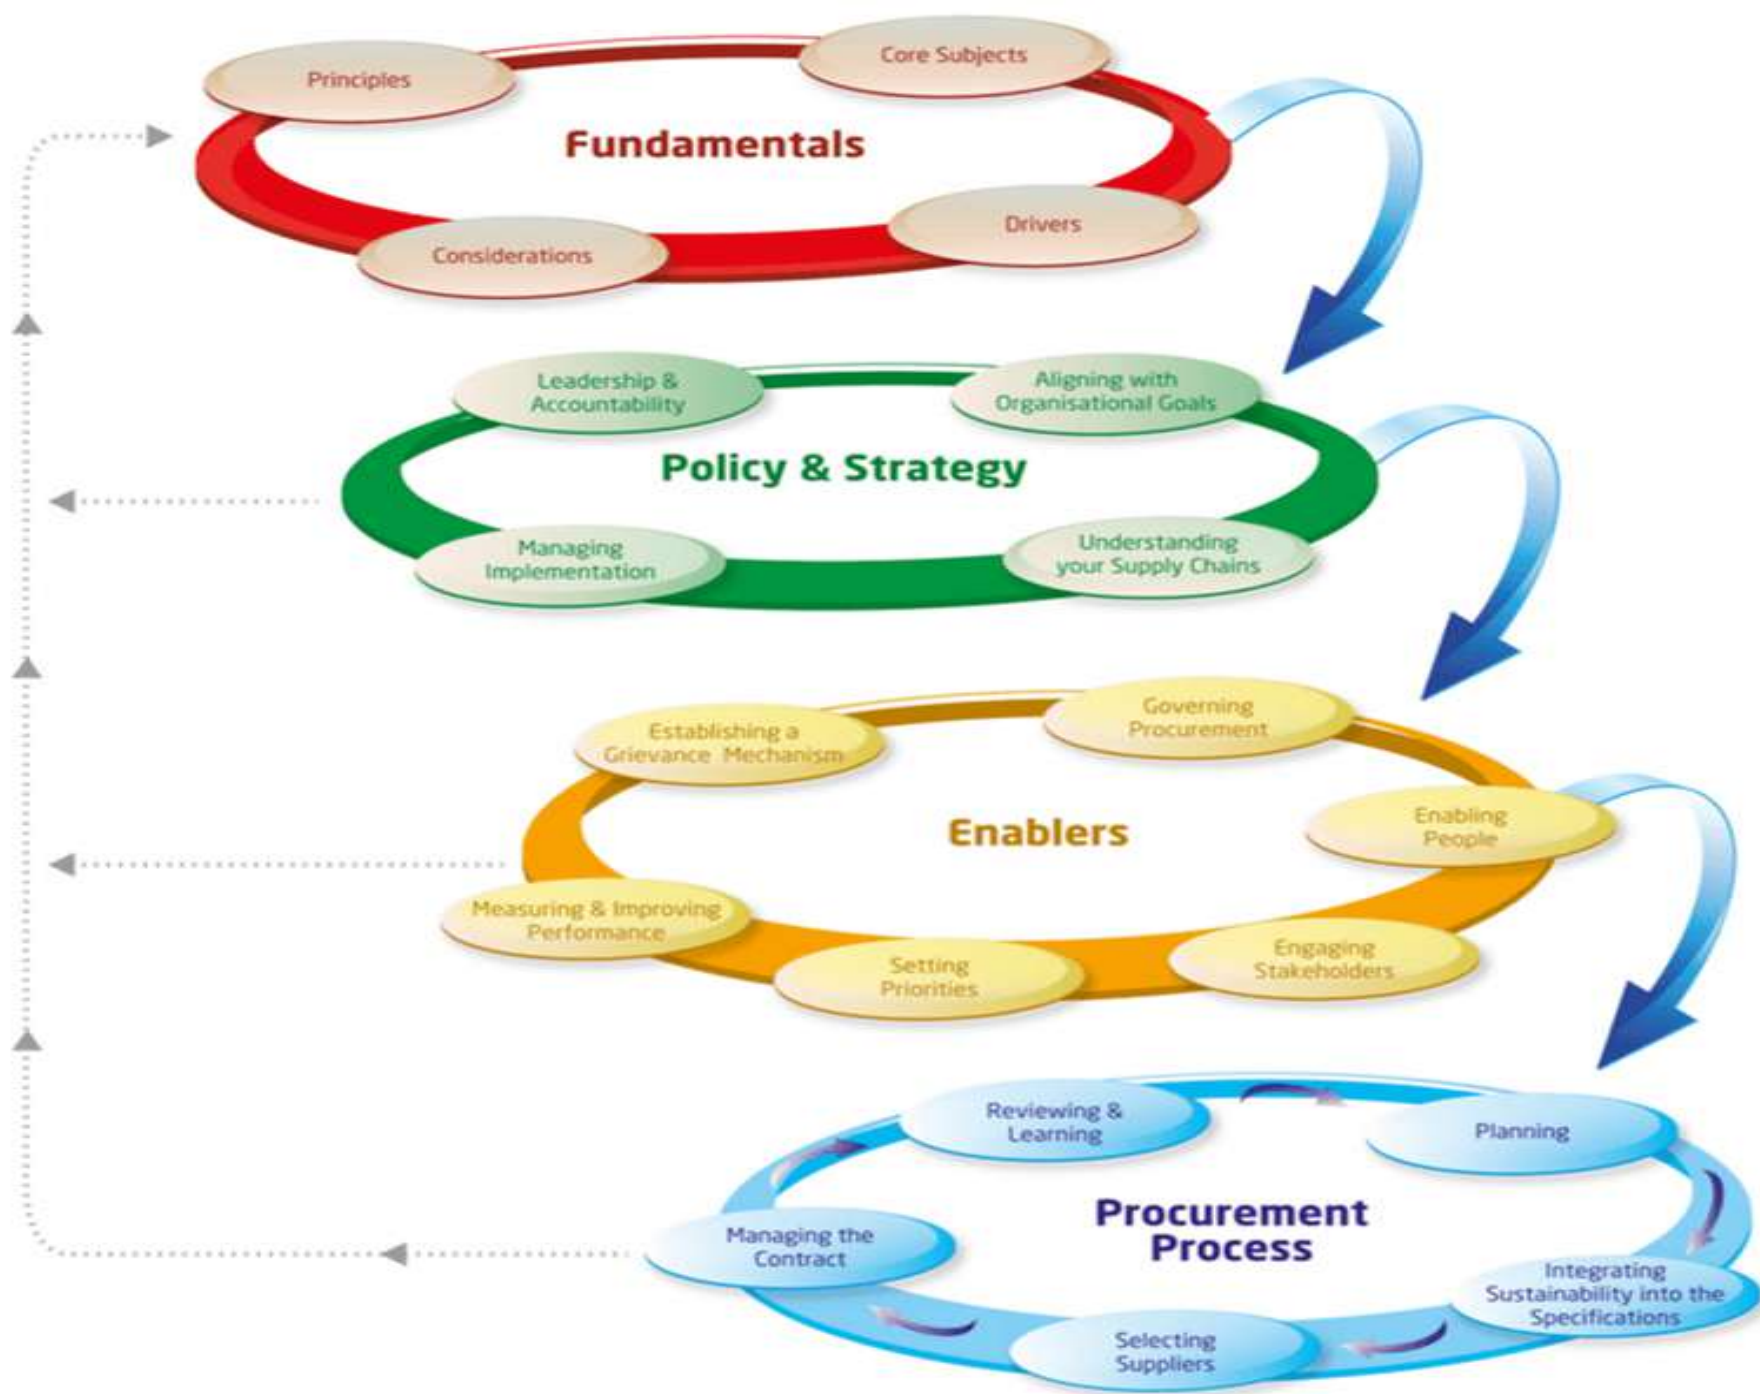 Principles
Core Subjects
Fundamentals
Considerations
Drivers
Leadership &
Accountability
Aligning with
Organisational Goals
Policy & Strategy
Managing
Implementation
Understanding
your Supply Chains
Establishing a
Grievance Mechanism
Governing
Procurement
Enablers
Enabling
People
Measuring & Improving
Performance
Setting
Priorities
Engaging
Stakeholders
Reviewing &
Learning
Planning
Procurement
Process
Managing the
Contract
Integrating
Sustainability into the
Specifications
Selecting
Suppliers